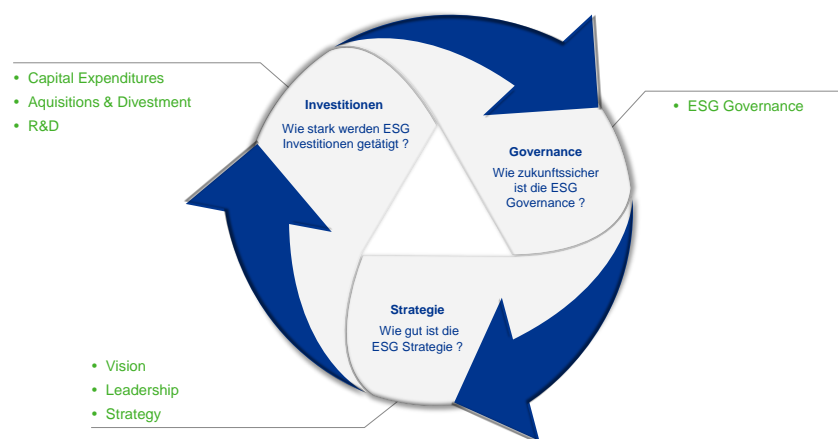 • Capital Expenditures
• Aquisitions & Divestment
• R&D
Investitionen
Wie stark werden ESG
Investitionen getätigt ?
• ESG Governance
Governance
Wie zukunftssicher
ist die ESG
Governance ?
Strategie
Wie gut ist die
ESG Strategie ?
• Vision
• Leadership
• Strategy